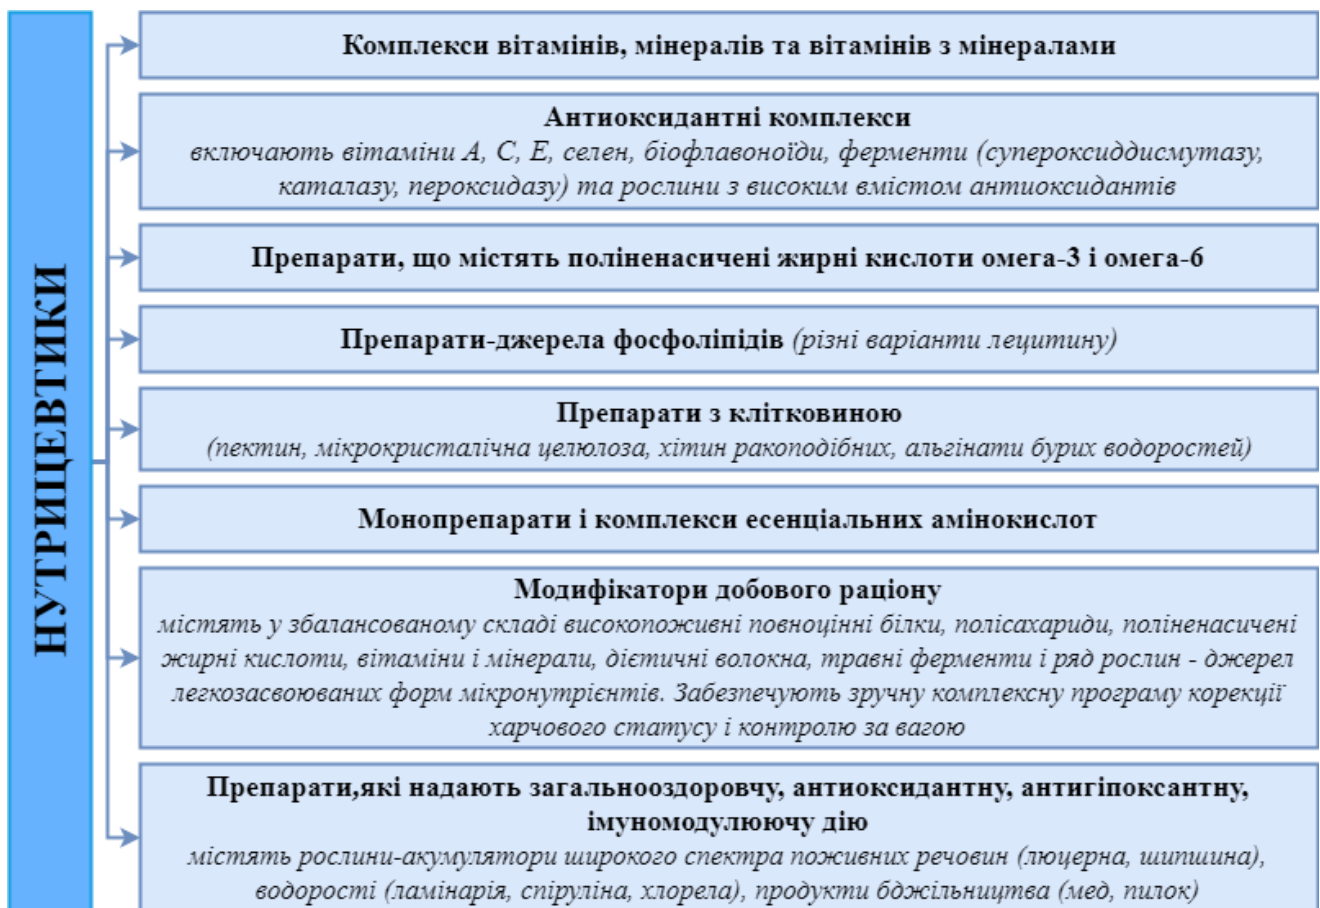 НУТРИЦЕВТИКИ
Комплекси вітамінів, мінералів та вітамінів з мінералами
Антиоксидантні комплекси
включають вітаміни А, С, Е, селен, біофлавоноїди, ферменти (супероксиддисмутазу,
каталазу, пероксидазу) та рослини з високим вмістом антиоксидантів
Препарати, що містять поліненасичені жирні кислоти омега-3 і омега-6
Препарати-джерела фосфоліпідів (різні варіанти лецитину)
Препарати з клітковиною
(пектин, мікрокристалічна целюлоза, хітин ракоподібних, альгінати бурих водоростей)
Монопрепарати і комплекси есенціальних амінокислот
Модифікатори добового раціону
містять у збалансованому складі високопоживні повноцінні білки, полісахариди, поліненасичені
жирні кислоти, вітаміни і мінерали, дієтичні волокна, травні ферменти і ряд рослин - джерел
легкозасвоюваних форм мікронутрієнтів. Забезпечують зручну комплексну програму корекції
харчового статусу і контролю за вагою
Препарати,які надають загальнооздоровчу, антиоксидантну, антигіпоксантну,
імуномодулюючу дію
містять рослини-акумулятори широкого спектра поживних речовин (люцерна, шипшина),
водорості (ламінарія, спіруліна, хлорела), продукти бджільництва (мед, пилок)